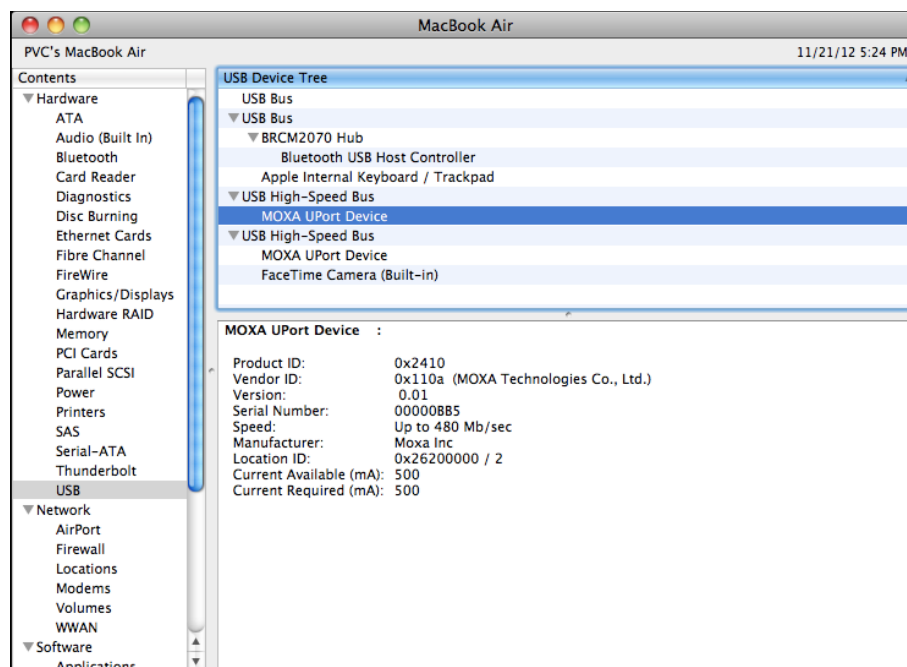 MacBook Air
PVC's MacBook Air
11/21/12 5:24 PM
Contents
Hardware
ATA
Audio (Built In)
Bluetooth
Card Reader
Diagnostics
Disc Burning
Ethernet Cards
Fibre Channel
FireWire
Graphics/Displays
Hardware RAID
Memory
PCI Cards
Parallel SCSI
Power
Printers
SAS
Serial-ATA
Thunderbolt
USB
Network
AirPort
Firewall
Locations
Modems
Volumes
WWAN
Software
Applications
USB Device Tree
USB Bus
USB Bus
BRCM2070 Hub
Bluetooth USB Host Controller
Apple Internal Keyboard / Trackpad
USB High-Speed Bus
MOXA UPort Device
USB High-Speed Bus
MOXA UPort Device
FaceTime Camera (Built-in)
MOXA UPort Device :
Product ID: 0x2410
Vendor ID: 0x110a (MOXA Technologies Co., Ltd.)
Version: 0.01
Serial Number: 00000BB5
Speed: Up to 480 Mb/sec
Manufacturer: Moxa Inc
Location ID: 0x26200000 / 2
Current Available (mA): 500
Current Required (mA): 500